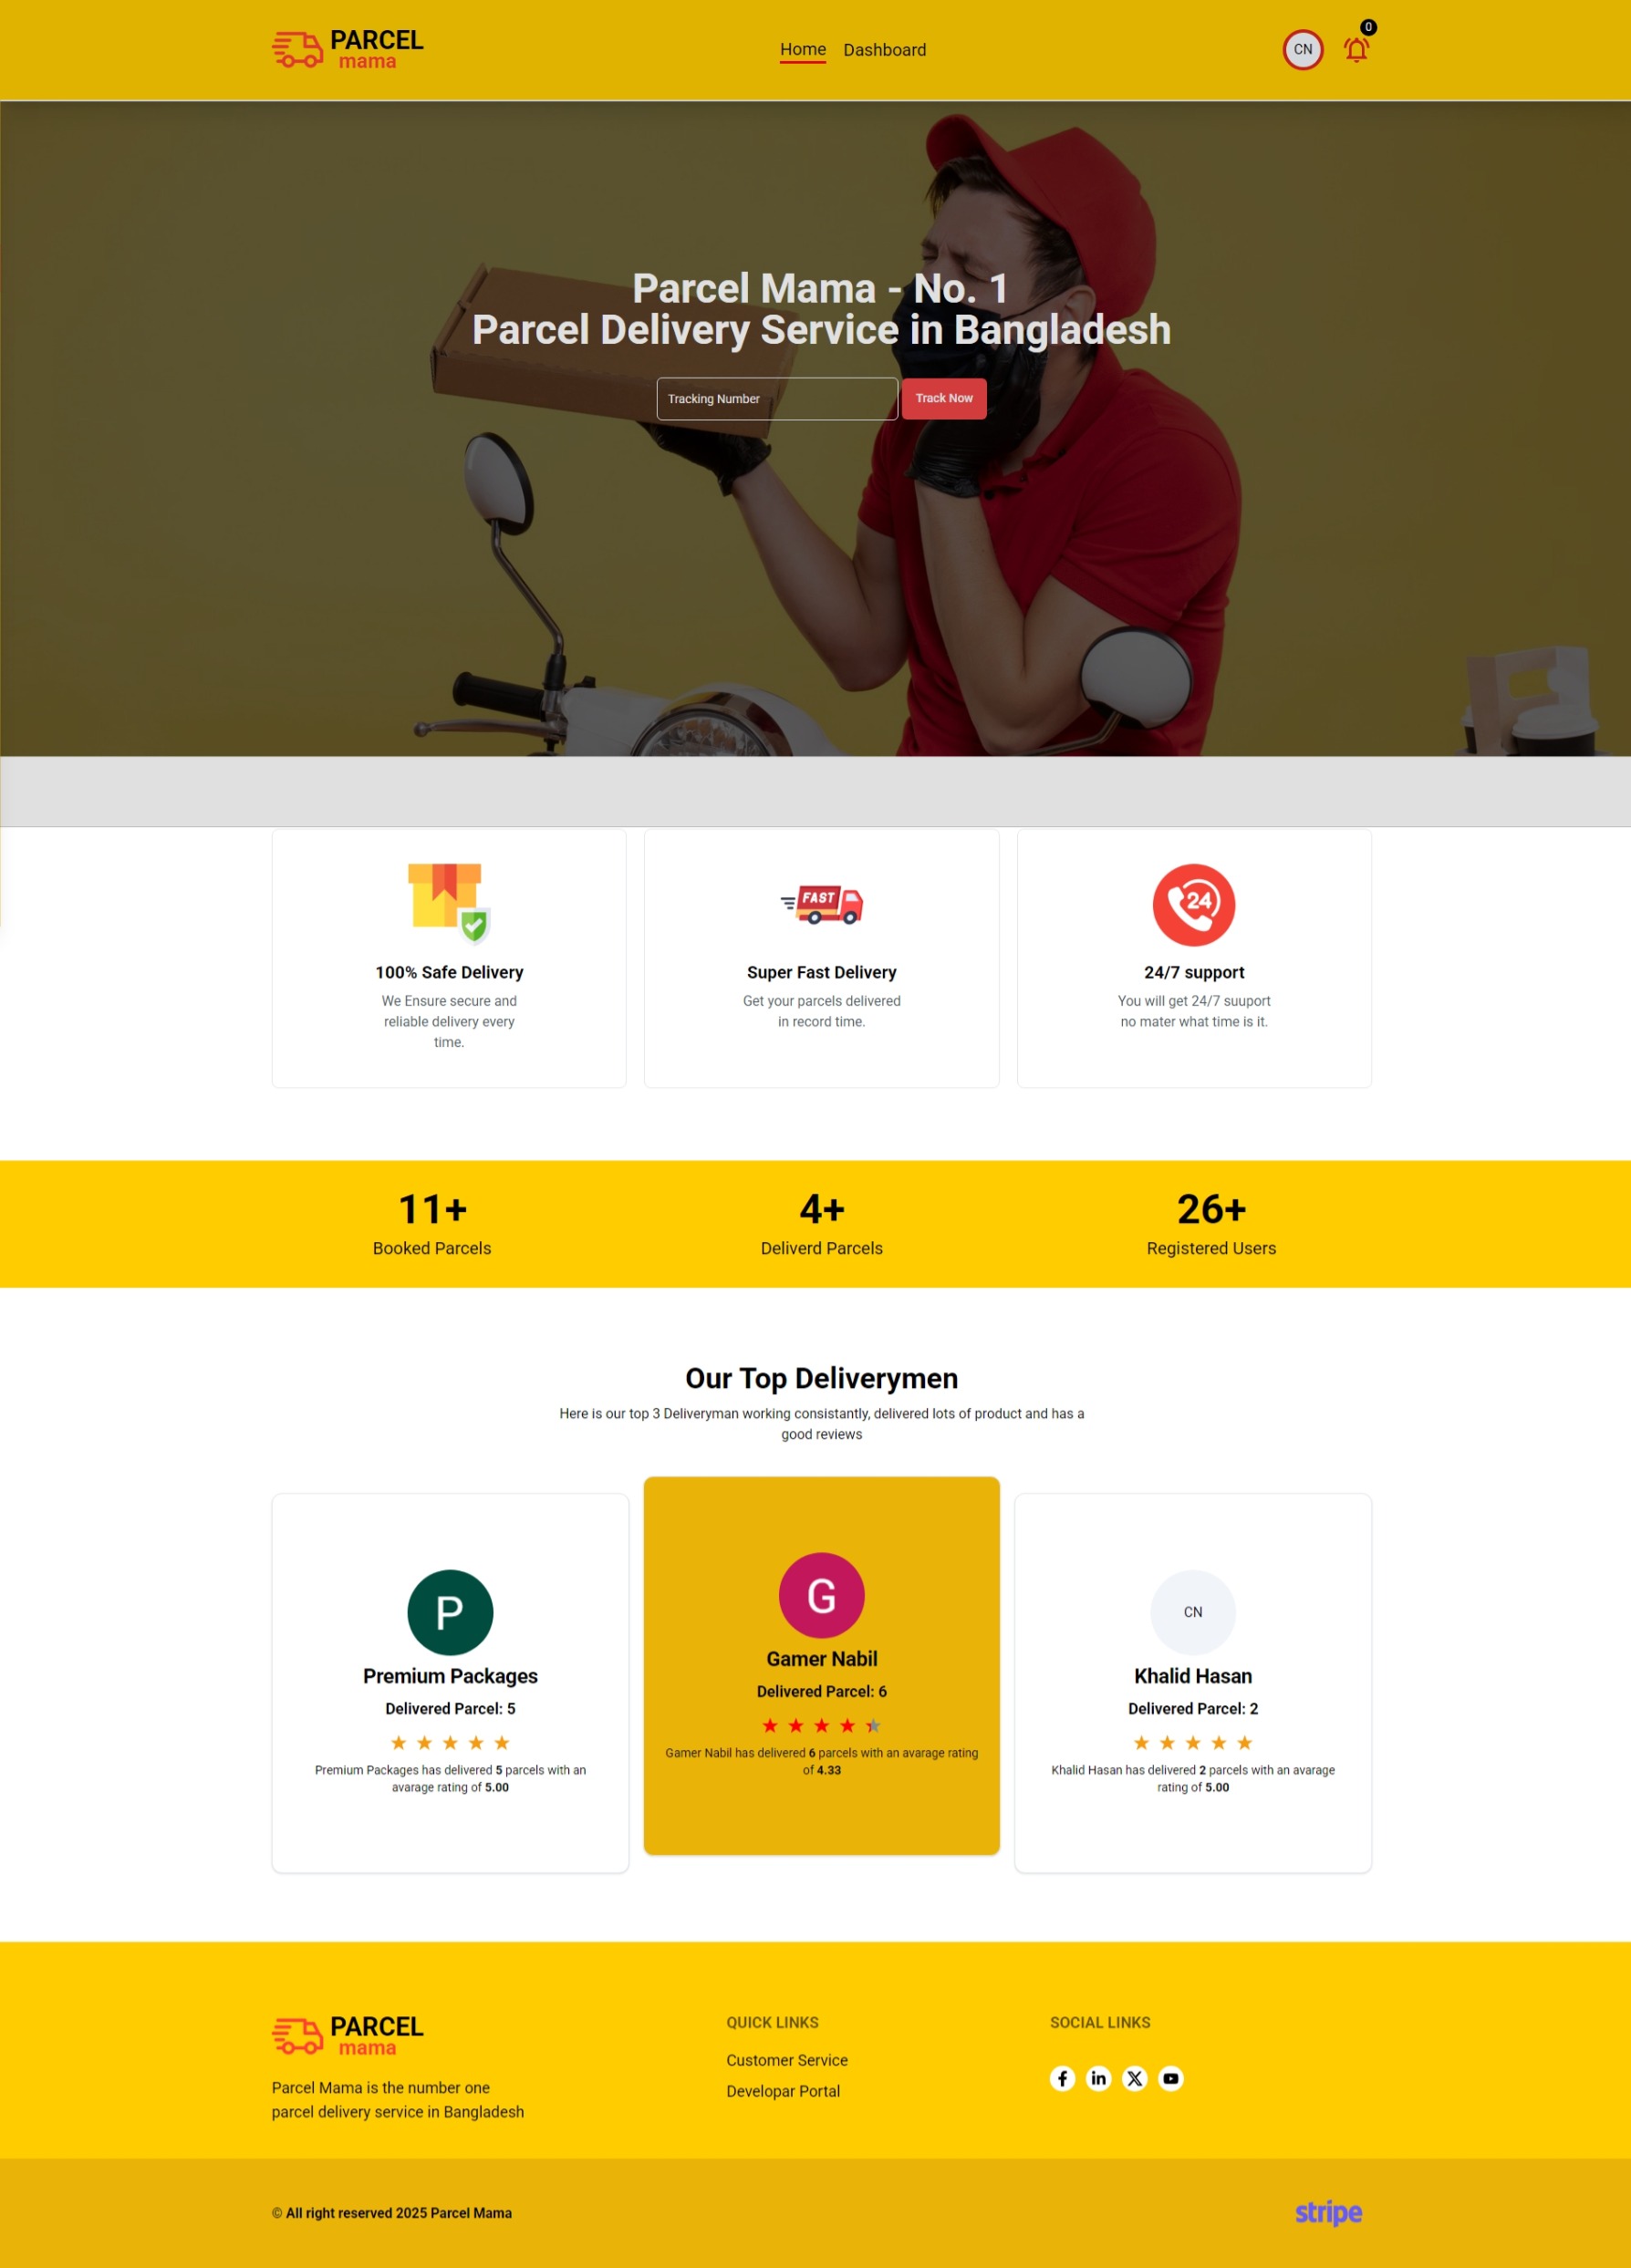 PARCEL
mama
Home Dashboard
CN
0
Parcel Mama - No. 1
Parcel Delivery Service in Bangladesh
Tracking Number
Track Now
100% Safe Delivery
We Ensure secure and
reliable delivery every
time.
FAST
Super Fast Delivery
Get your parcels delivered
in record time.
24
24/7 support
You will get 24/7 suuport
no mater what time is it.
11+
Booked Parcels
4+
Deliverd Parcels
26+
Registered Users
Our Top Deliverymen
Here is our top 3 Deliveryman working consistantly, delivered lots of product and has a
good reviews
P
Premium Packages
Delivered Parcel: 5
Premium Packages has delivered 5 parcels with an
avarage rating of 5.00
G
Gamer Nabil
Delivered Parcel: 6
Gamer Nabil has delivered 6 parcels with an avarage rating
of 4.33
CN
Khalid Hasan
Delivered Parcel: 2
Khalid Hasan has delivered 2 parcels with an avarage
rating of 5.00
PARCEL
mama
Parcel Mama is the number one
parcel delivery service in Bangladesh
QUICK LINKS
Customer Service
Developar Portal
SOCIAL LINKS
© All right reserved 2025 Parcel Mama
stripe